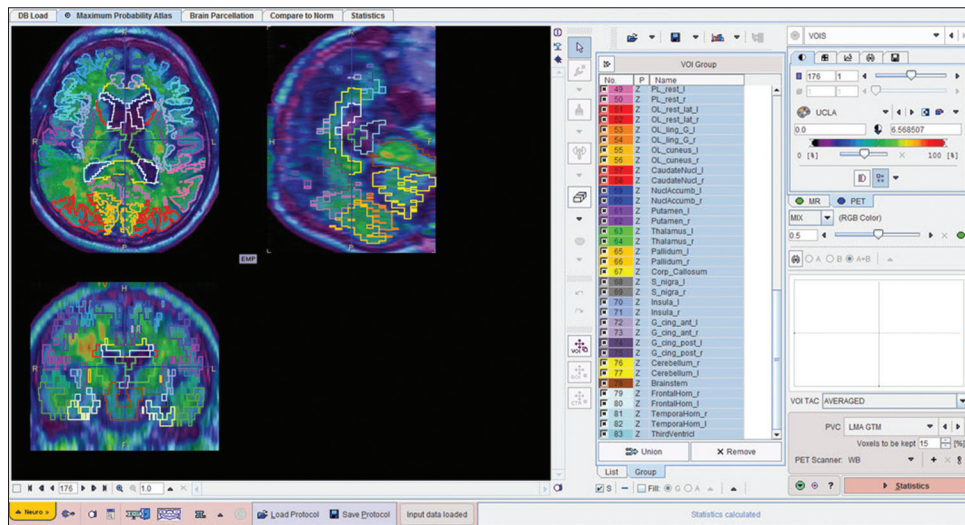 DB Load Maximum Probability Atlas Brain Parcellation Compare to Norm Statistics
VOI Group
No. P Name
49 Z PL_rest_l
50 Z PL_rest_r
51 Z OL_rest_lat_l
52 Z OL_rest_lat_r
53 Z OL_ling_G_l
54 Z OL_ling_G_r
55 Z OL_cuneus_l
56 Z OL_cuneus_r
57 Z CaudateNucl_l
58 Z CaudateNucl_r
59 Z NuclAccumb_l
60 Z NuclAccumb_r
61 Z Putamen_l
62 Z Putamen_r
63 Z Thalamus_l
64 Z Thalamus_r
65 Z Pallidum_l
66 Z Pallidum_r
67 Z Corp_Callosum
68 Z S_nigra_l
69 Z S_nigra_r
70 Z Insula_l
71 Z Insula_r
72 Z G_cing_ant_l
73 Z G_cing_ant_r
74 Z G_cing_post_l
75 Z G_cing_post_r
76 Z Cerebellum_r
77 Z Cerebellum_l
78 Z Brainstem
79 Z FrontalHorn_r
80 Z FrontalHorn_l
81 Z TemporaHorn_r
82 Z TemporaHorn_l
83 Z ThirdVentricl
Union × Remove
List Group
S Fill: G A
VOIS
176 1
1 1
UCLA
0.0 6.568507
0 [%] 100 [%]
MR PET
MIX (RGB Color)
0.5
A B A+B
VOI TAC AVERAGED
PVC LMA GTM
Voxels to be kept 15 [%]
PET Scanner: WB
Statistics
R L
H F
EMP
H
R L
F
176 1.0
Neuro
Load Protocol Save Protocol Input data loaded Statistics calculated